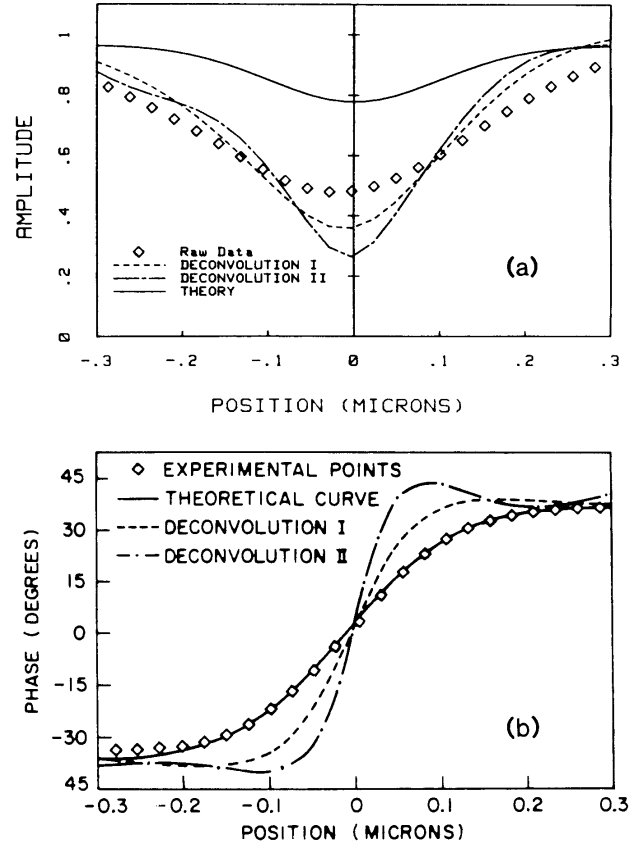 AMPLITUDE
1
.8
.6
.4
.2
0
◇ Raw Data
DECONVOLUTION I
DECONVOLUTION II
THEORY
(a)
-.3 -.2 -.1 0 .1 .2 .3
POSITION (MICRONS)
PHASE (DEGREES)
45
30
15
0
-15
-30
45
◇ EXPERIMENTAL POINTS
THEORETICAL CURVE
DECONVOLUTION I
DECONVOLUTION II
(b)
-0.3 -0.2 -0.1 0 0.1 0.2 0.3
POSITION (MICRONS)